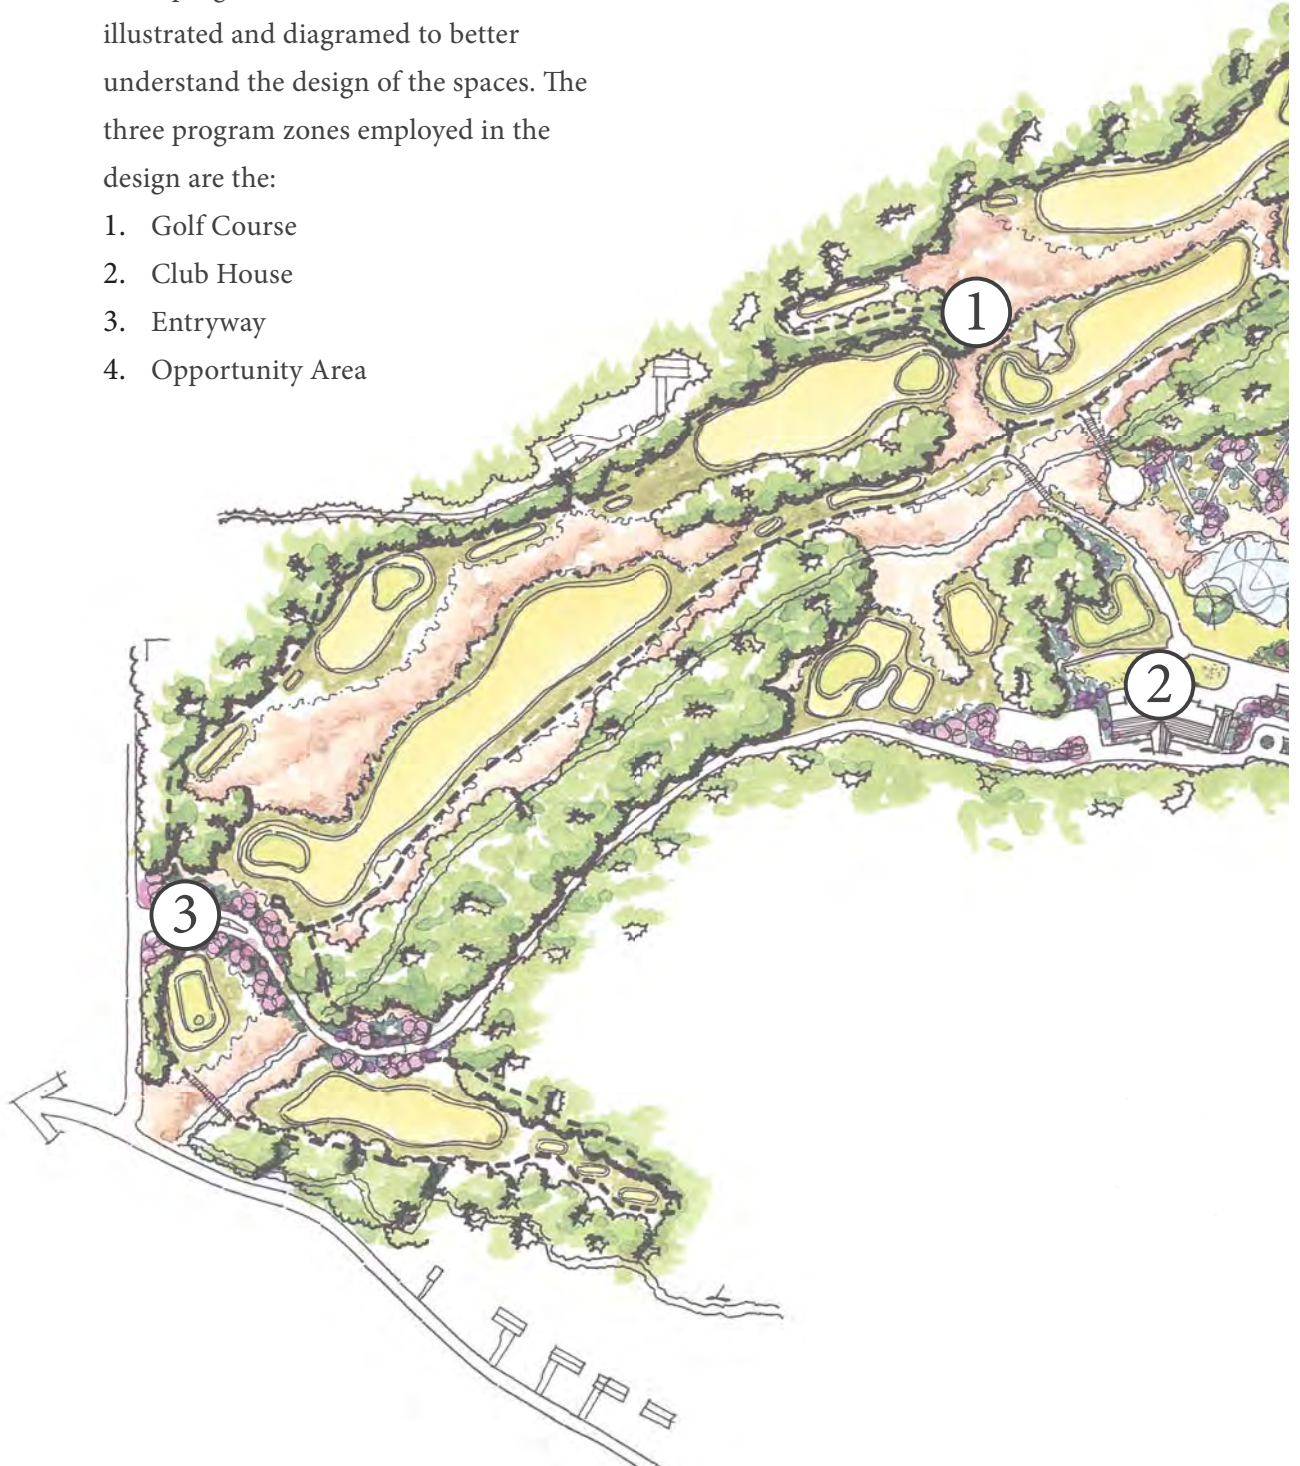 illustrated and diagramed to better
understand the design of the spaces. The
three program zones employed in the
design are the:
1. Golf Course
2. Club House
3. Entryway
4. Opportunity Area
1
2
3